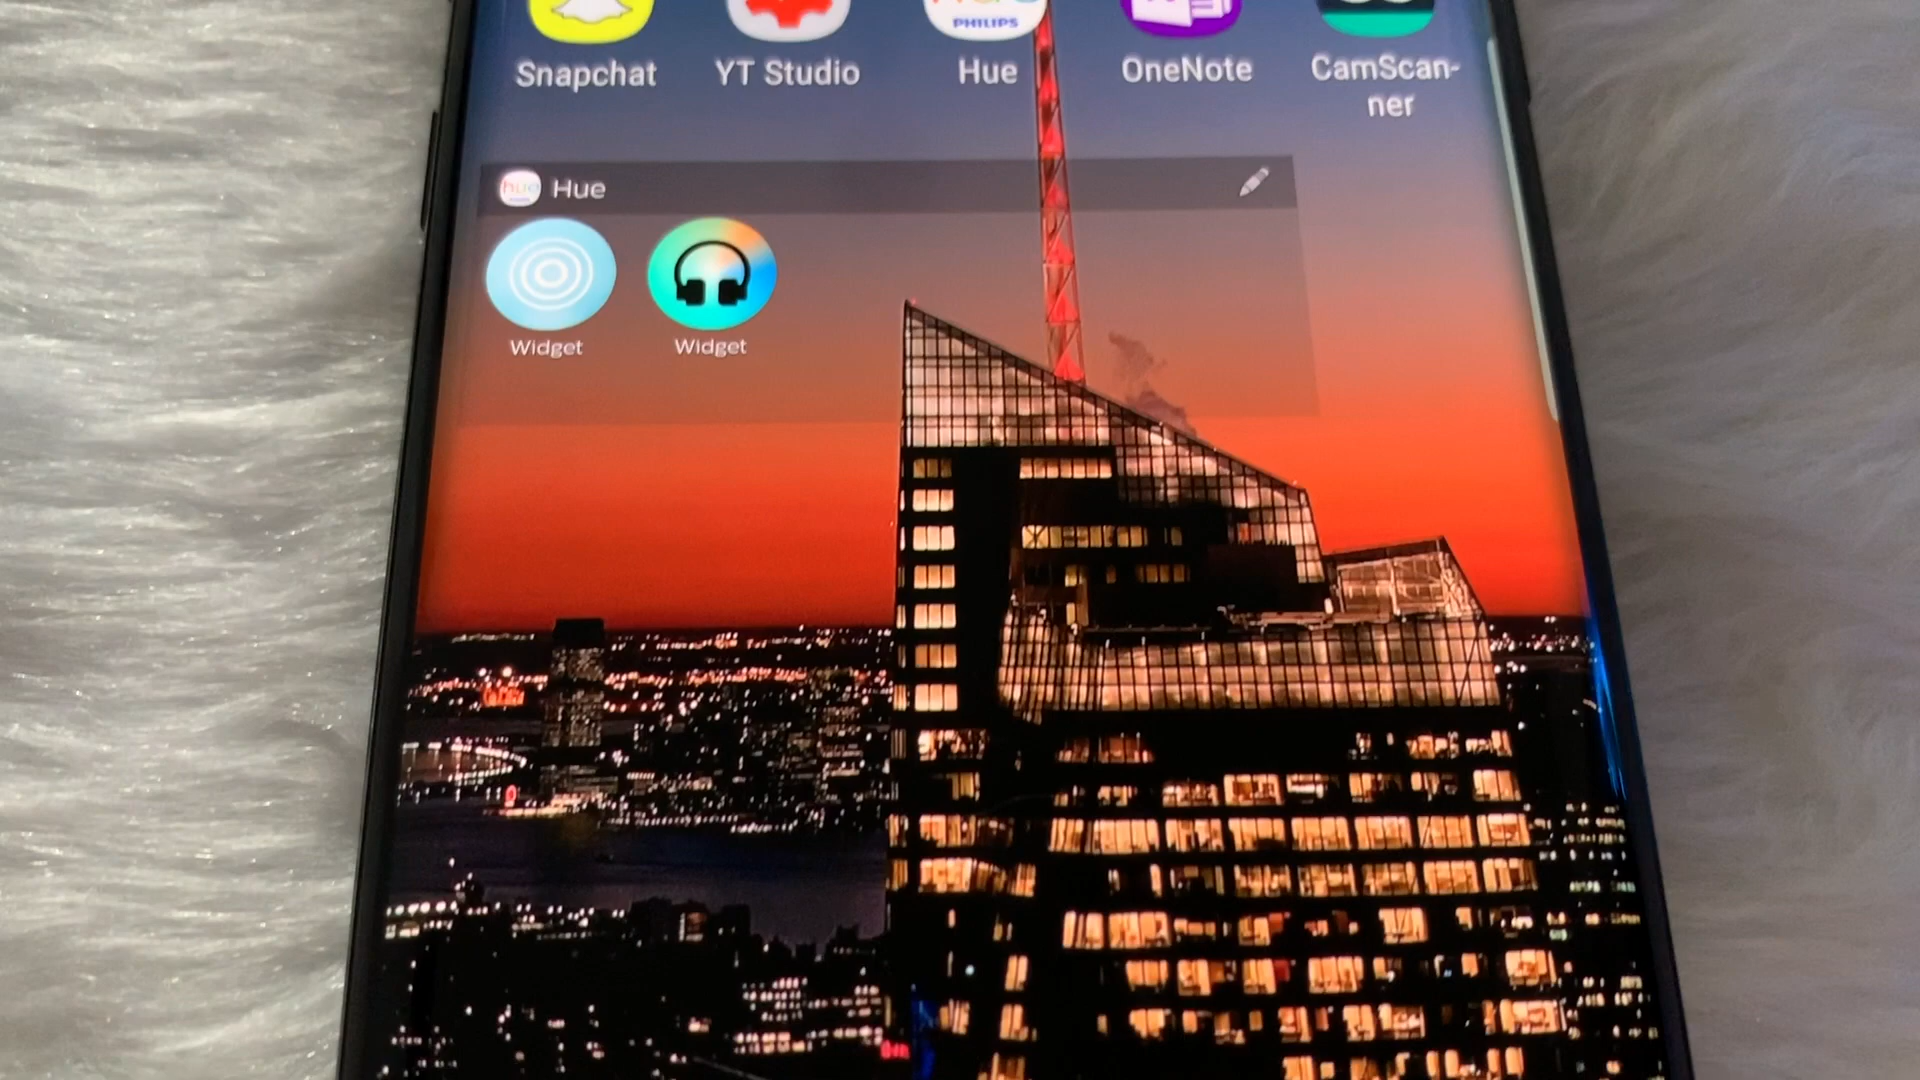 PHILIPS
Snapchat
YT Studio
Hue
OneNote
CamScan-
ner
hue
Hue
Widget
Widget